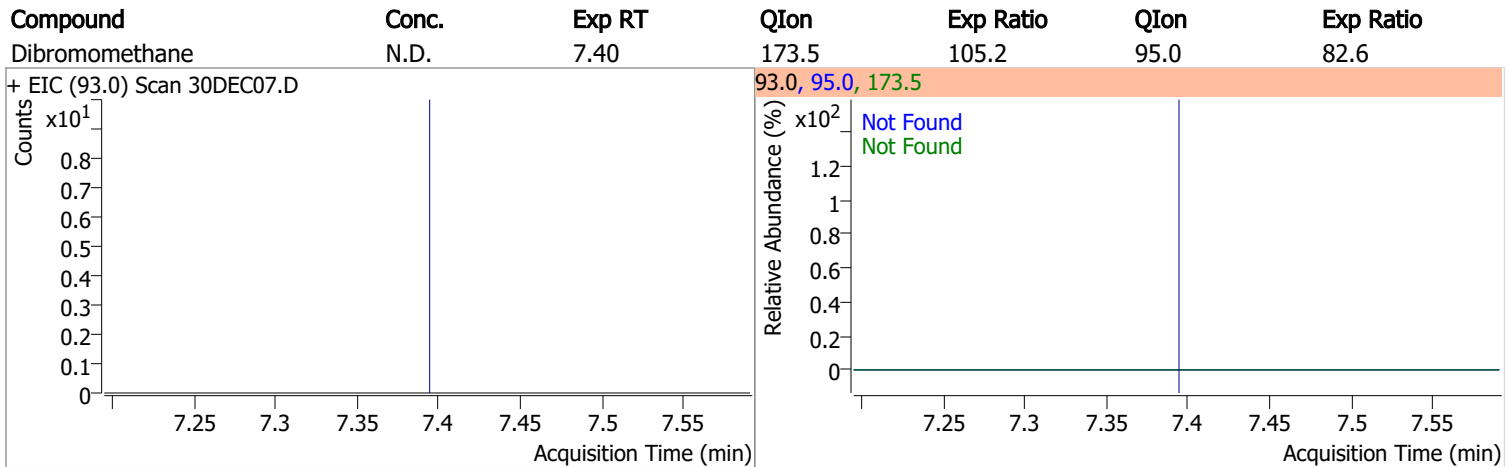 Compound Conc. Exp RT QIon Exp Ratio QIon Exp Ratio
Dibromomethane N.D. 7.40 173.5 105.2 95.0 82.6
+ EIC (93.0) Scan 30DEC07.D
Counts
x10¹
0.8
0.7
0.6
0.5
0.4
0.3
0.2
0.1
0
7.25 7.3 7.35 7.4 7.45 7.5 7.55
Acquisition Time (min)
93.0, 95.0, 173.5
Relative Abundance (%)
x10²
Not Found
Not Found
1.2
1
0.8
0.6
0.4
0.2
0
7.25 7.3 7.35 7.4 7.45 7.5 7.55
Acquisition Time (min)